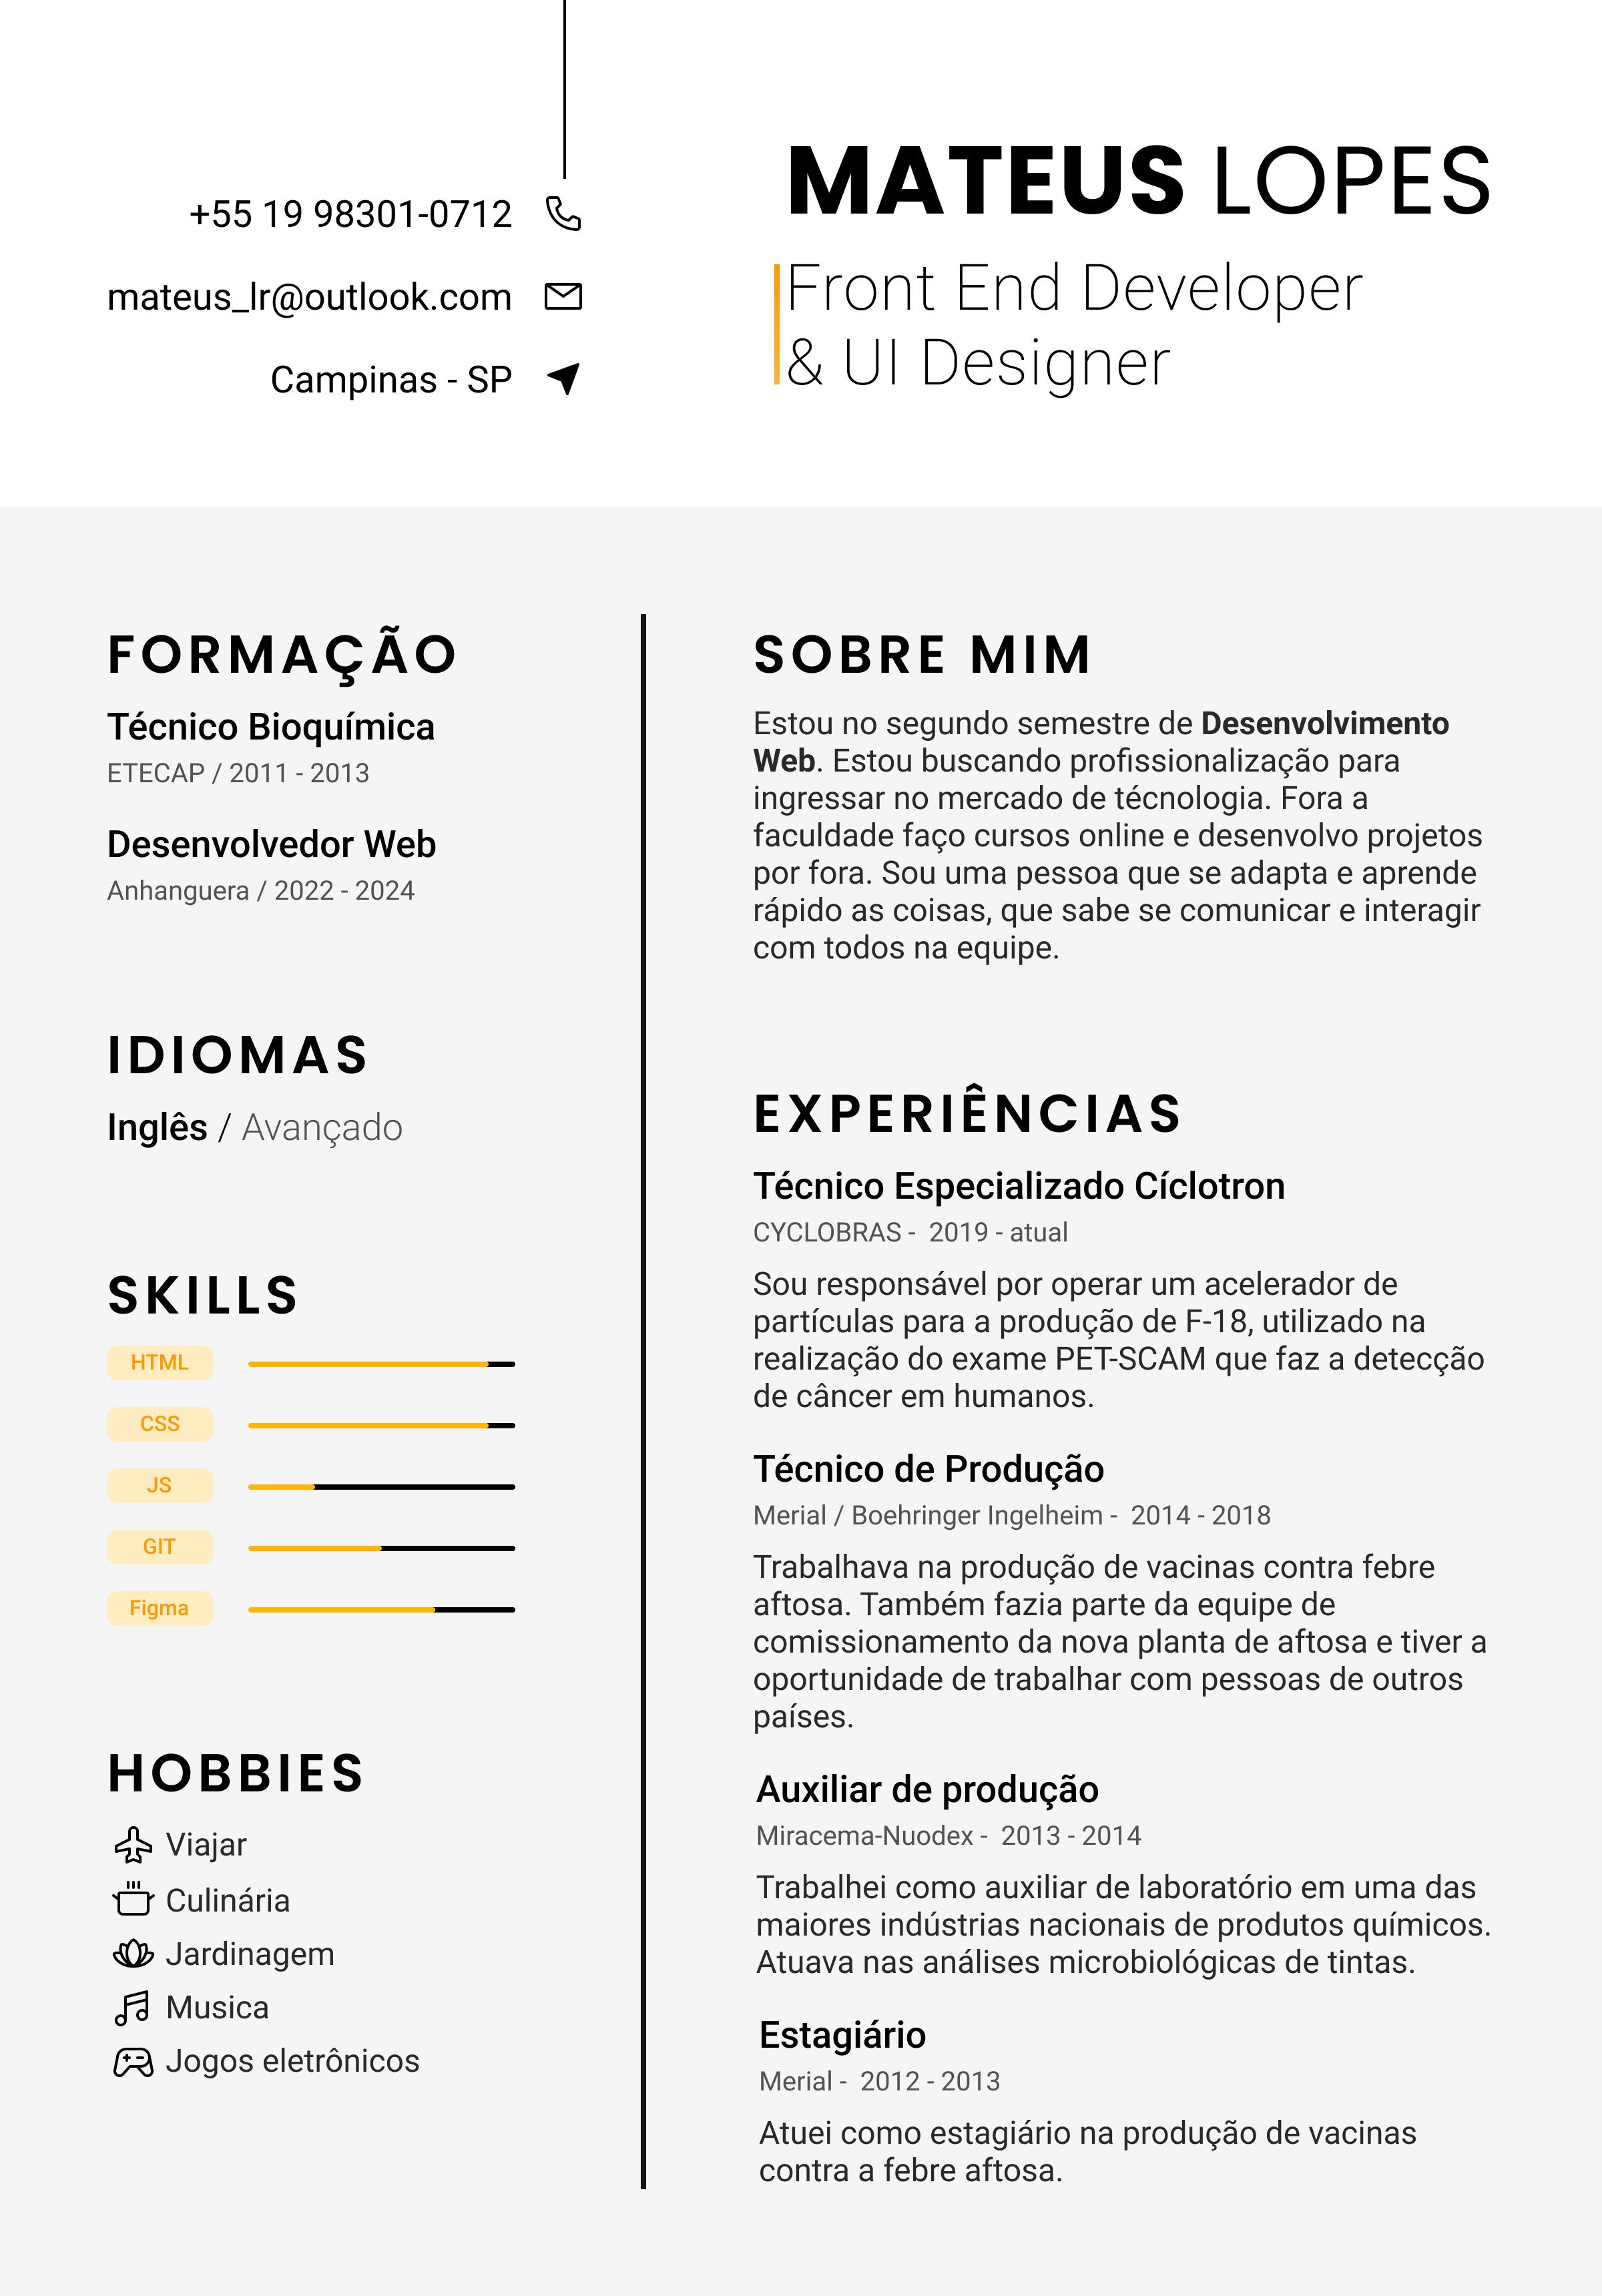 +55 19 98301-0712
mateus_lr@outlook.com
Campinas - SP
MATEUS LOPES
Front End Developer
& UI Designer
FORMAÇÃO
Técnico Bioquímica
ETECAP / 2011 - 2013
Desenvolvedor Web
Anhanguera / 2022 - 2024
IDIOMAS
Inglês / Avançado
SKILLS
HTML
CSS
JS
GIT
Figma
HOBBIES
Viajar
Culinária
Jardinagem
Musica
Jogos eletrônicos
SOBRE MIM
Estou no segundo semestre de Desenvolvimento
Web. Estou buscando profissionalização para
ingressar no mercado de técnologia. Fora a
faculdade faço cursos online e desenvolvo projetos
por fora. Sou uma pessoa que se adapta e aprende
rápido as coisas, que sabe se comunicar e interagir
com todos na equipe.
EXPERIÊNCIAS
Técnico Especializado Cíclotron
CYCLOBRAS - 2019 - atual
Sou responsável por operar um acelerador de
partículas para a produção de F-18, utilizado na
realização do exame PET-SCAM que faz a detecção
de câncer em humanos.
Técnico de Produção
Merial / Boehringer Ingelheim - 2014 - 2018
Trabalhava na produção de vacinas contra febre
aftosa. Também fazia parte da equipe de
comissionamento da nova planta de aftosa e tiver a
oportunidade de trabalhar com pessoas de outros
países.
Auxiliar de produção
Miracema-Nuodex - 2013 - 2014
Trabalhei como auxiliar de laboratório em uma das
maiores indústrias nacionais de produtos químicos.
Atuava nas análises microbiológicas de tintas.
Estagiário
Merial - 2012 - 2013
Atuei como estagiário na produção de vacinas
contra a febre aftosa.